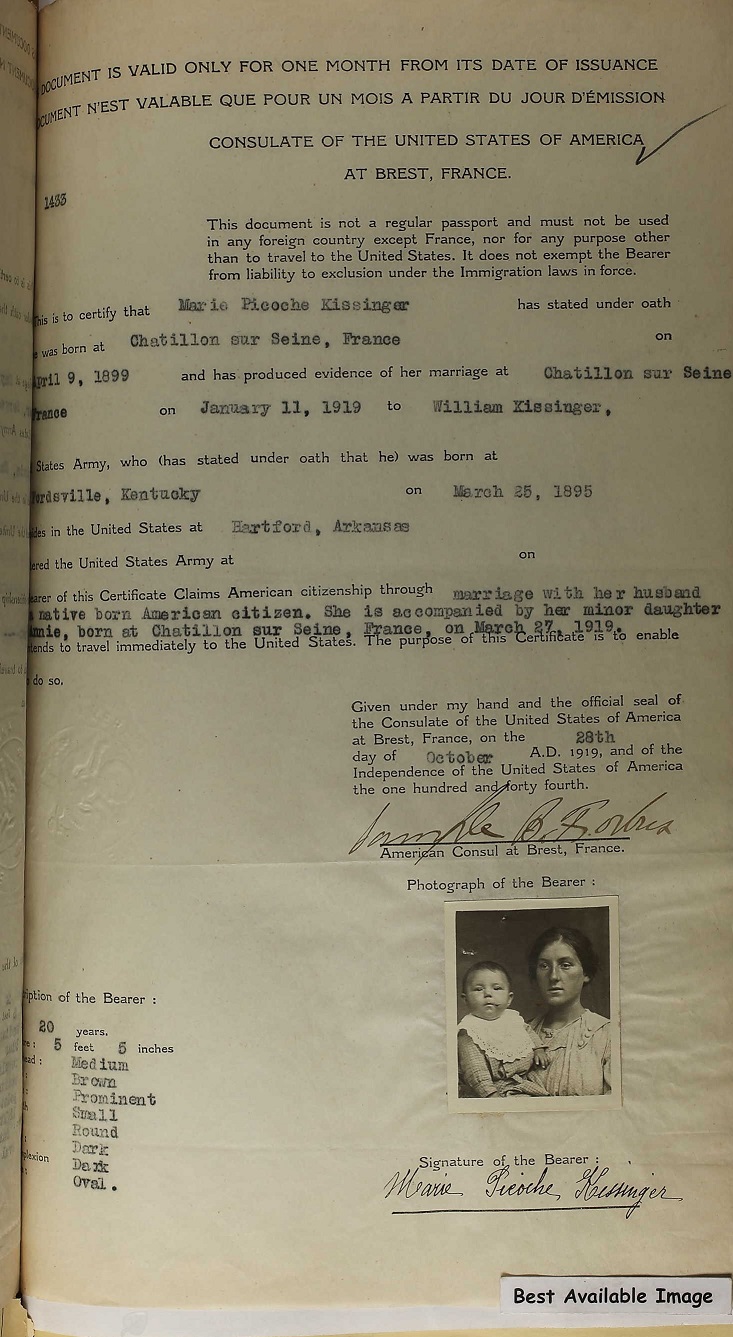 DOCUMENT IS VALID ONLY FOR ONE MONTH FROM ITS DATE OF ISSUANCE
CUMENT N'EST VALABLE QUE POUR UN MOIS A PARTIR DU JOUR D'ÉMISSION
CONSULATE OF THE UNITED STATES OF AMERICA
AT BREST, FRANCE.
1433
This document is not a regular passport and must not be used
in any foreign country except France, nor for any purpose other
than to travel to the United States. It does not exempt the Bearer
from liability to exclusion under the Immigration laws in force.
This is to certify that Marie Picoche Kissinger has stated under oath
e was born at Chatillon sur Seine, France on
April 9, 1899 and has produced evidence of her marriage at Chatillon sur Seine
France on January 11, 1919 to William Kissinger,
States Army, who (has stated under oath that he) was born at
rdsville, Kentucky on March 25, 1895
des in the United States at Hartford, Arkansas
ered the United States Army at on
earer of this Certificate Claims American citizenship through marriage with her husband
native born American citizen. She is accompanied by her minor daughter
nnie, born at Chatillon sur Seine, France, on March 27, 1919.
tends to travel immediately to the United States. The purpose of this Certificate is to enable
do so.
Given under my hand and the official seal of
the Consulate of the United States of America
at Brest, France, on the 28th
day of October A.D. 1919, and of the
Independence of the United States of America
the one hundred and forty fourth.
American Consul at Brest, France.
Photograph of the Bearer :
iption of the Bearer :
20 years.
re : 5 feet 5 inches
ead : Medium
Brown
Prominent
Small
Round
Dark
plexion Dark
Oval.
Signature of the Bearer :
Marie Picoche Kissinger
Best Available Image